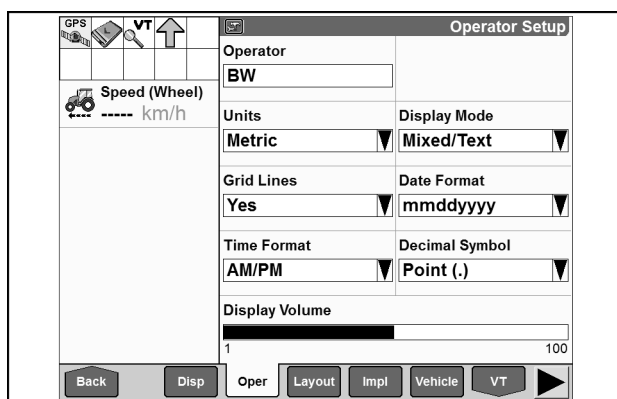 GPS VT
Operator Setup
Operator
BW
Speed (Wheel)
----- km/h
Units
Display Mode
Metric
Mixed/Text
Grid Lines
Date Format
Yes
mmddyyyy
Time Format
Decimal Symbol
AM/PM
Point (.)
Display Volume
1 100
Back Disp Oper Layout Impl Vehicle VT